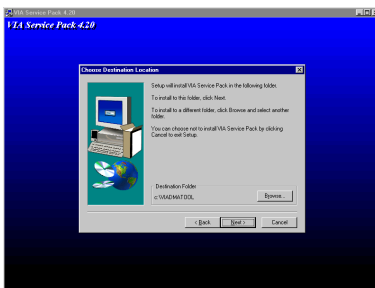 VIA Service Pack 4.20
VIA Service Pack 4.20
Choose Destination Location
Setup will install VIA Service Pack in the following folder.
To install to this folder, click Next.
To install to a different folder, click Browse and select another
folder.
You can choose not to install VIA Service Pack by clicking
Cancel to exit Setup.
Destination Folder
c:\VIADMATOOL
Browse...
< Back
Next >
Cancel